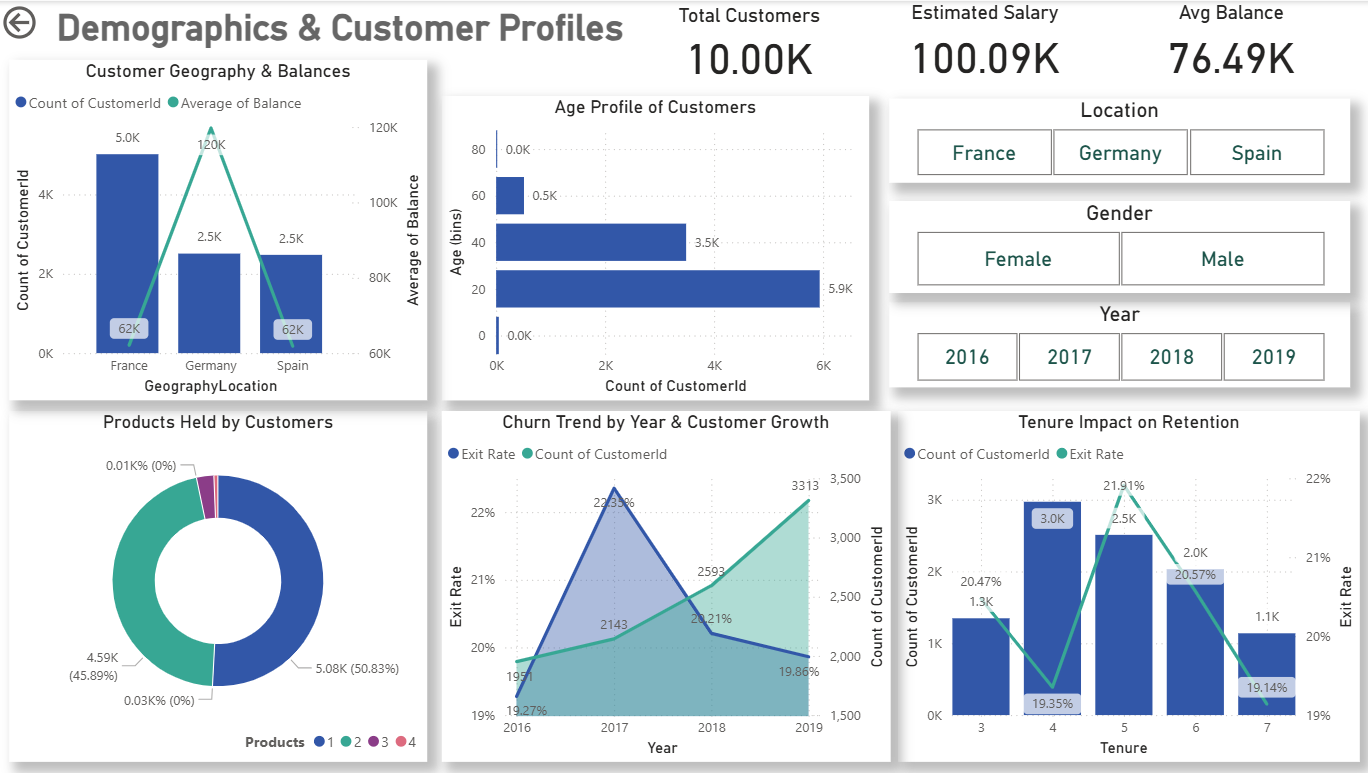 Demographics & Customer Profiles
Total Customers
10.00K
Estimated Salary
100.09K
Avg Balance
76.49K
Customer Geography & Balances
Count of CustomerId
Average of Balance
5.0K
120K
2.5K
2.5K
62K
62K
4K
2K
0K
120K
100K
80K
60K
Count of CustomerId
Average of Balance
France
Germany
Spain
GeographyLocation
Age Profile of Customers
Age (bins)
80
0.0K
60
0.5K
40
3.5K
20
5.9K
0
0.0K
0K
2K
4K
6K
Count of CustomerId
Location
France
Germany
Spain
Gender
Female
Male
Year
2016
2017
2018
2019
Products Held by Customers
0.01K% (0%)
4.59K
(45.89%)
0.03K% (0%)
5.08K (50.83%)
Products
1
2
3
4
Churn Trend by Year & Customer Growth
Exit Rate
Count of CustomerId
22%
21%
20%
19%
Exit Rate
3,500
3,000
2,500
2,000
1,500
Count of CustomerId
22.35%
3313
2593
2143
20.21%
1951
19.86%
19.27%
2016
2017
2018
2019
Year
Tenure Impact on Retention
Count of CustomerId
Exit Rate
3K
2K
1K
0K
Count of CustomerId
22%
21%
20%
19%
Exit Rate
21.91%
3.0K
2.5K
2.0K
20.57%
20.47%
1.3K
1.1K
19.14%
19.35%
3
4
5
6
7
Tenure